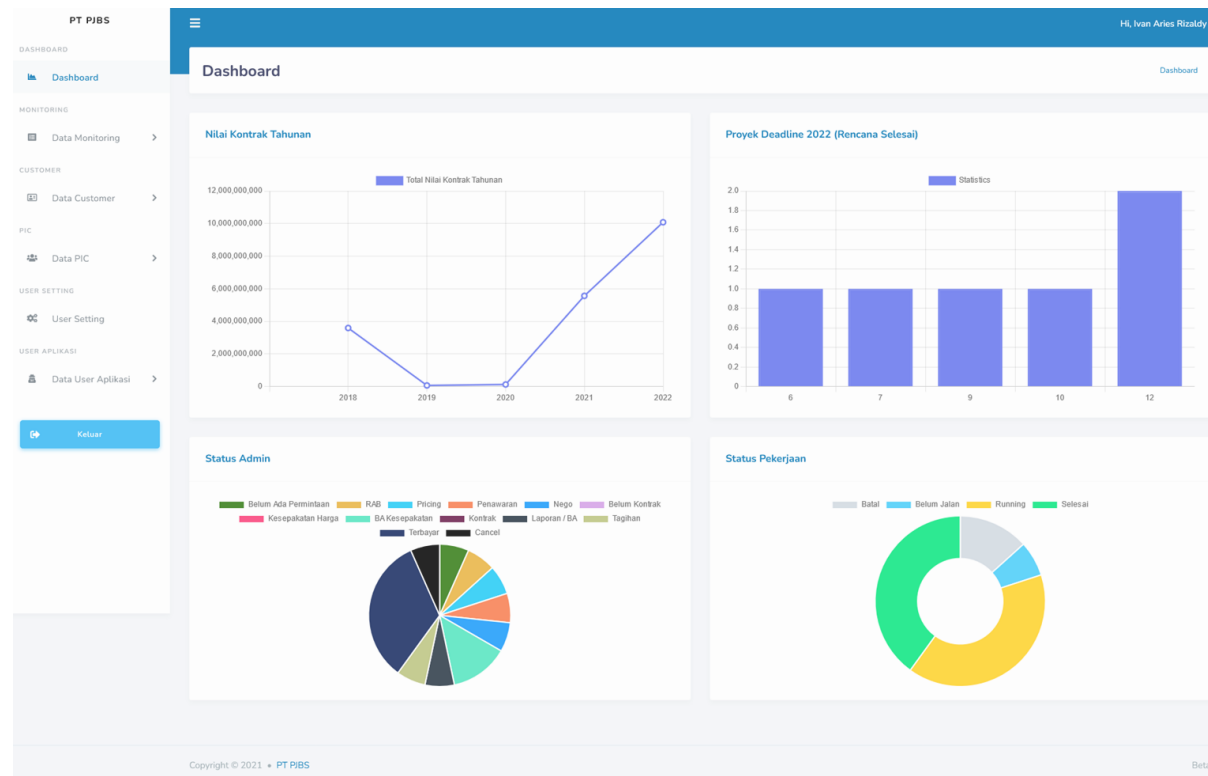 PT PJBS
Hi, Ivan Aries Rizaldy
DASHBOARD
Dashboard
MONITORING
Data Monitoring
CUSTOMER
Data Customer
PIC
Data PIC
USER SETTING
User Setting
USER APLIKASI
Data User Aplikasi
Keluar
Dashboard
Dashboard
Nilai Kontrak Tahunan
Total Nilai Kontrak Tahunan
12,000,000,000
10,000,000,000
8,000,000,000
6,000,000,000
4,000,000,000
2,000,000,000
0
2018 2019 2020 2021 2022
Proyek Deadline 2022 (Rencana Selesai)
Statistics
2.0
1.8
1.6
1.4
1.2
1.0
0.8
0.6
0.4
0.2
0
6 7 9 10 12
Status Admin
Belum Ada Permintaan RAB Pricing Penawaran Nego Belum Kontrak
Kesepakatan Harga BA Kesepakatan Kontrak Laporan / BA Tagihan
Terbayar Cancel
Status Pekerjaan
Batal Belum Jalan Running Selesai
Copyright © 2021 • PT PJBS
Beta